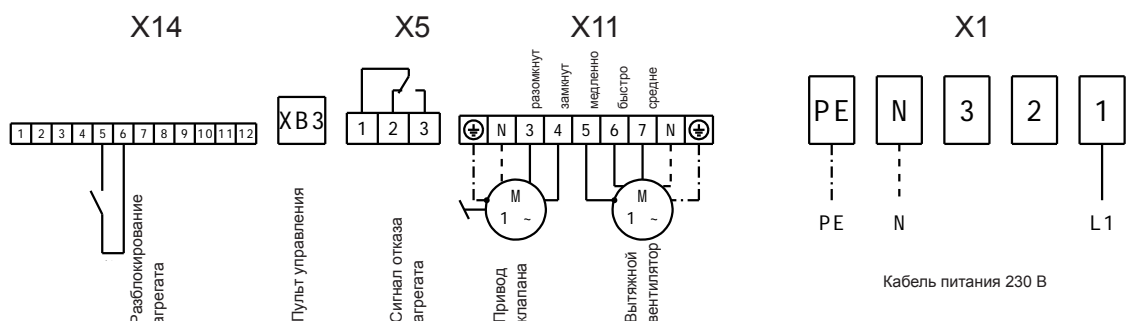 X14
X5
X11
X1
разомкнут
замкнут
медленно
быстро
средне
1 2 3 4 5 6 7 8 9 10 11 12
XB3
1 2 3
N 3 4 5 6 7 N
PE N 3 2 1
M
1 ~
M
1 ~
PE N L1
Разблокирование
агрегата
Пульт управления
Сигнал отказа
агрегата
Привод
клапана
Вытяжной
вентилятор
Кабель питания 230 В